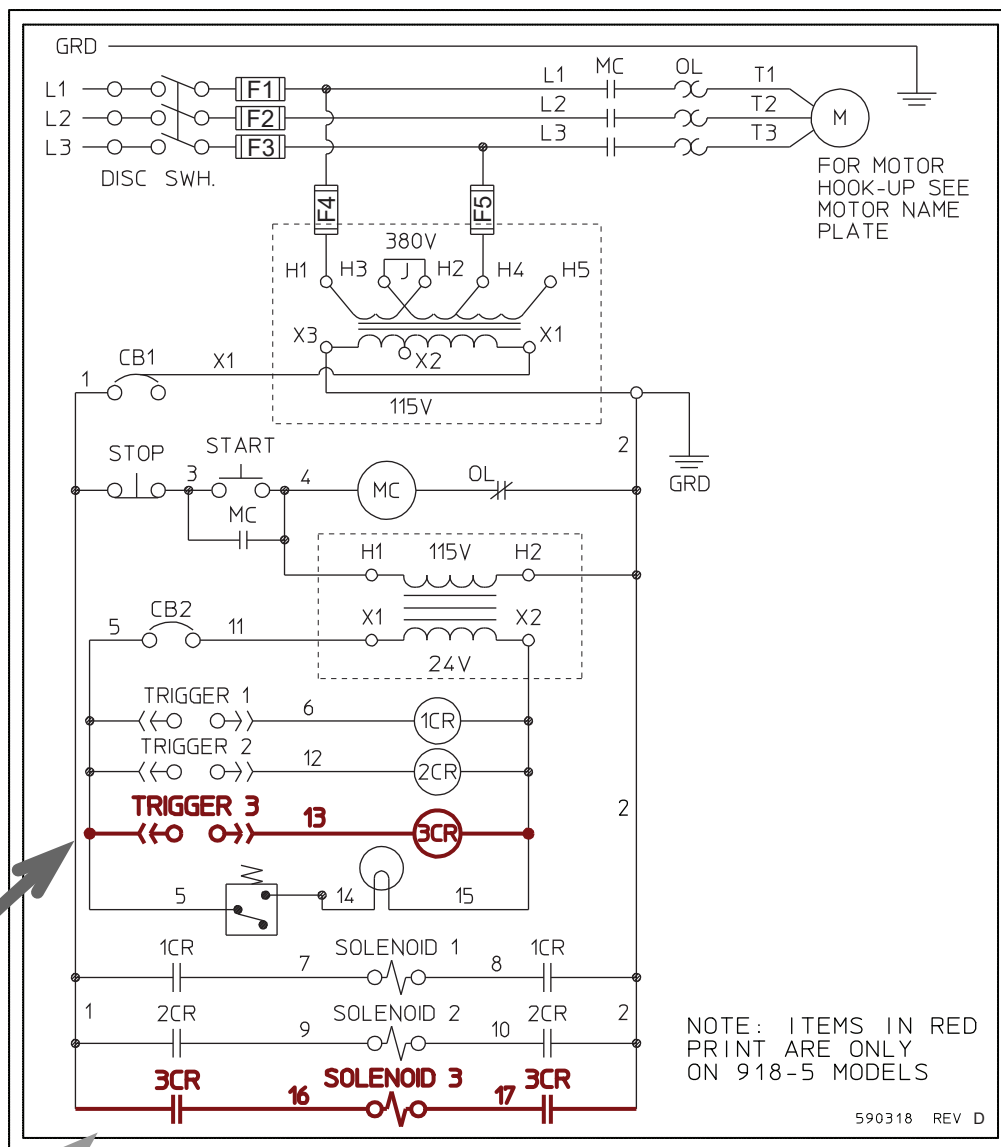 GRD
L1 F1 L1 MC OL T1
L2 F2 L2 T2 M
L3 F3 L3 T3
DISC SWH.
FOR MOTOR
HOOK-UP SEE
MOTOR NAME
PLATE
F4 F5
380V
H1 H3 J H2 H4 H5
X3 X2 X1
CB1 X1
1
115V
2
GRD
STOP START
3 4 MC OL
MC
H1 115V H2
CB2
5 11 X1 X2
24V
TRIGGER 1 6 1CR
TRIGGER 2 12 2CR
TRIGGER 3 13 3CR
2
5 14 15
1CR 7 SOLENOID 1 8 1CR
1 2CR 9 SOLENOID 2 10 2CR 2
3CR 16 SOLENOID 3 17 3CR
NOTE: ITEMS IN RED
PRINT ARE ONLY
ON 918-5 MODELS
590318 REV D